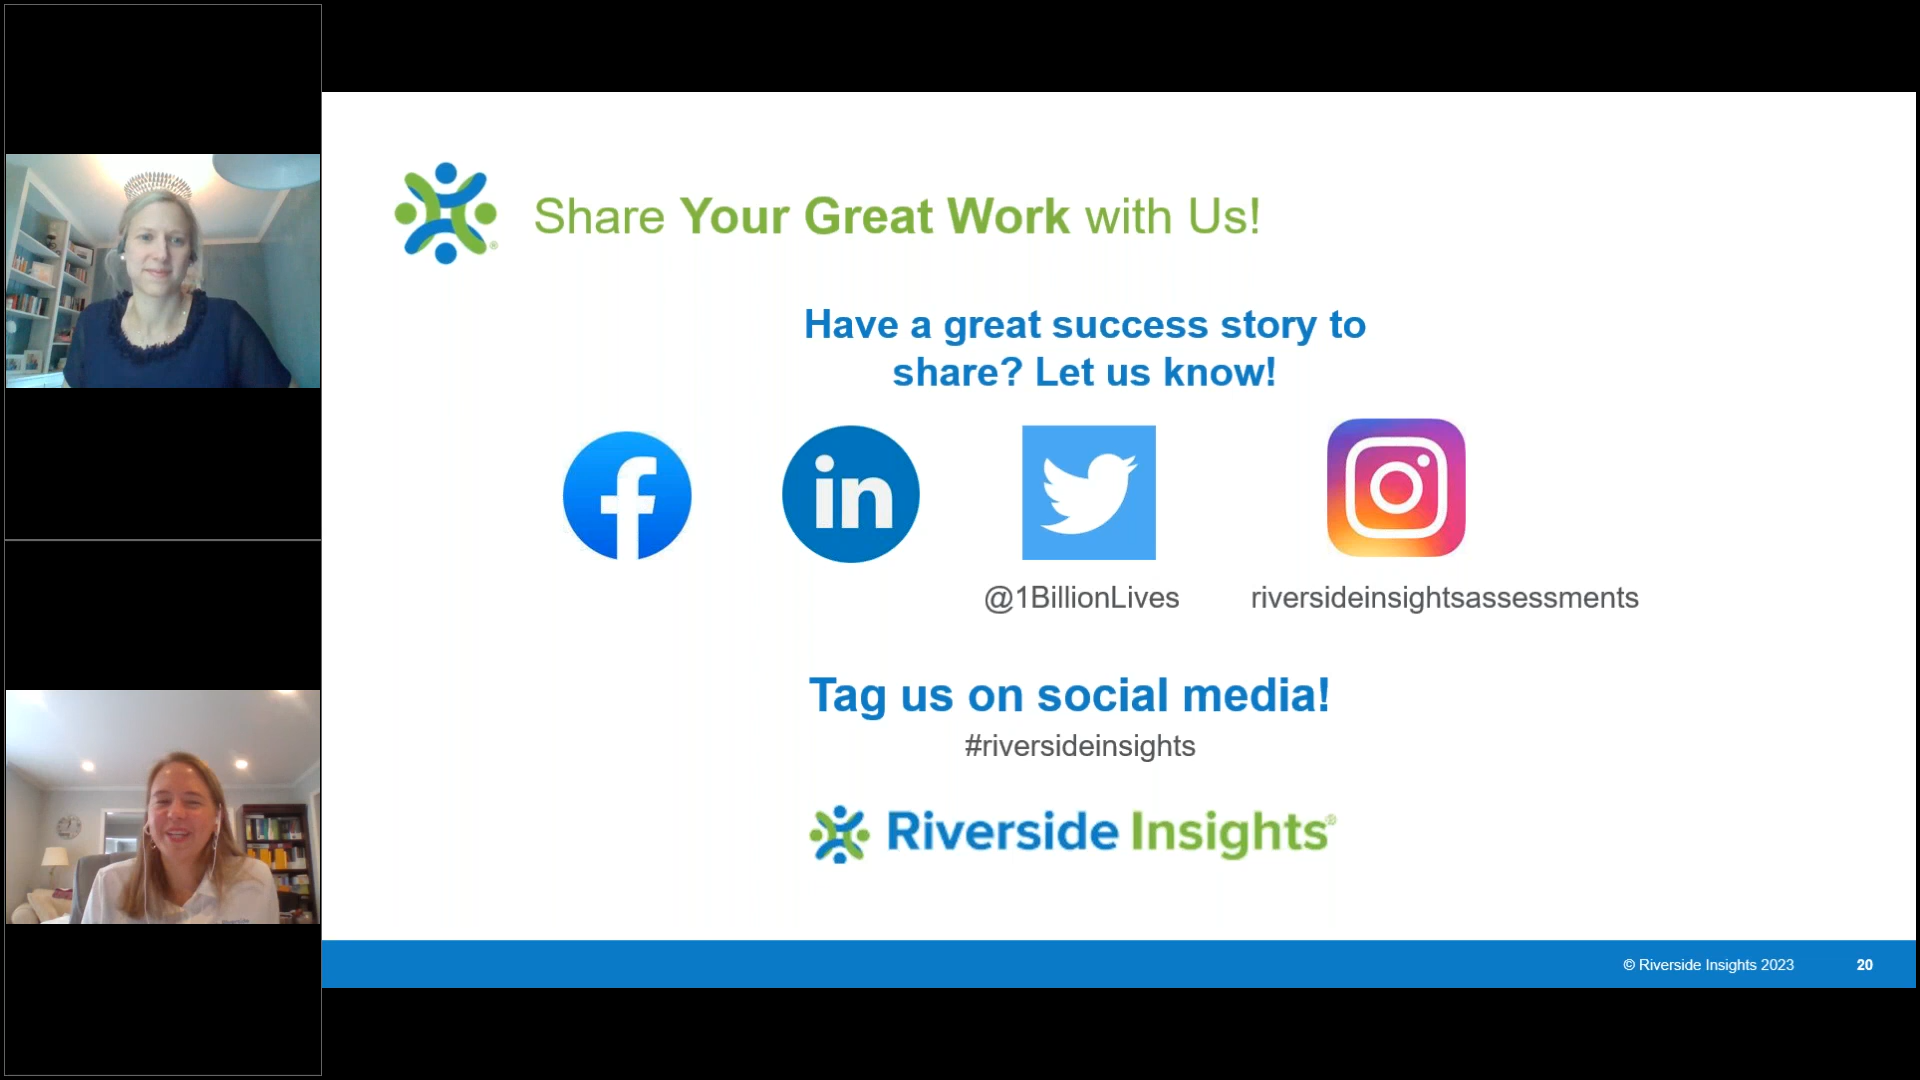 Share Your Great Work with Us!
Have a great success story to
share? Let us know!
@1BillionLives
riversideinsightsassessments
Tag us on social media!
#riversideinsights
Riverside Insights®
© Riverside Insights 2023
20